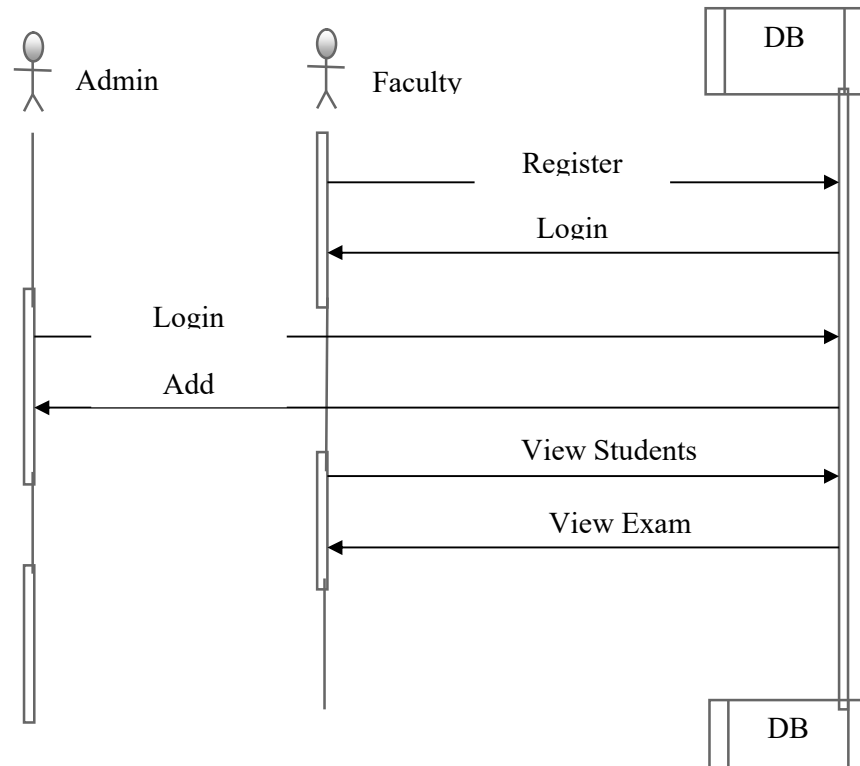 DB
Admin
Faculty
Register
Login
Login
Add
View Students
View Exam
DB